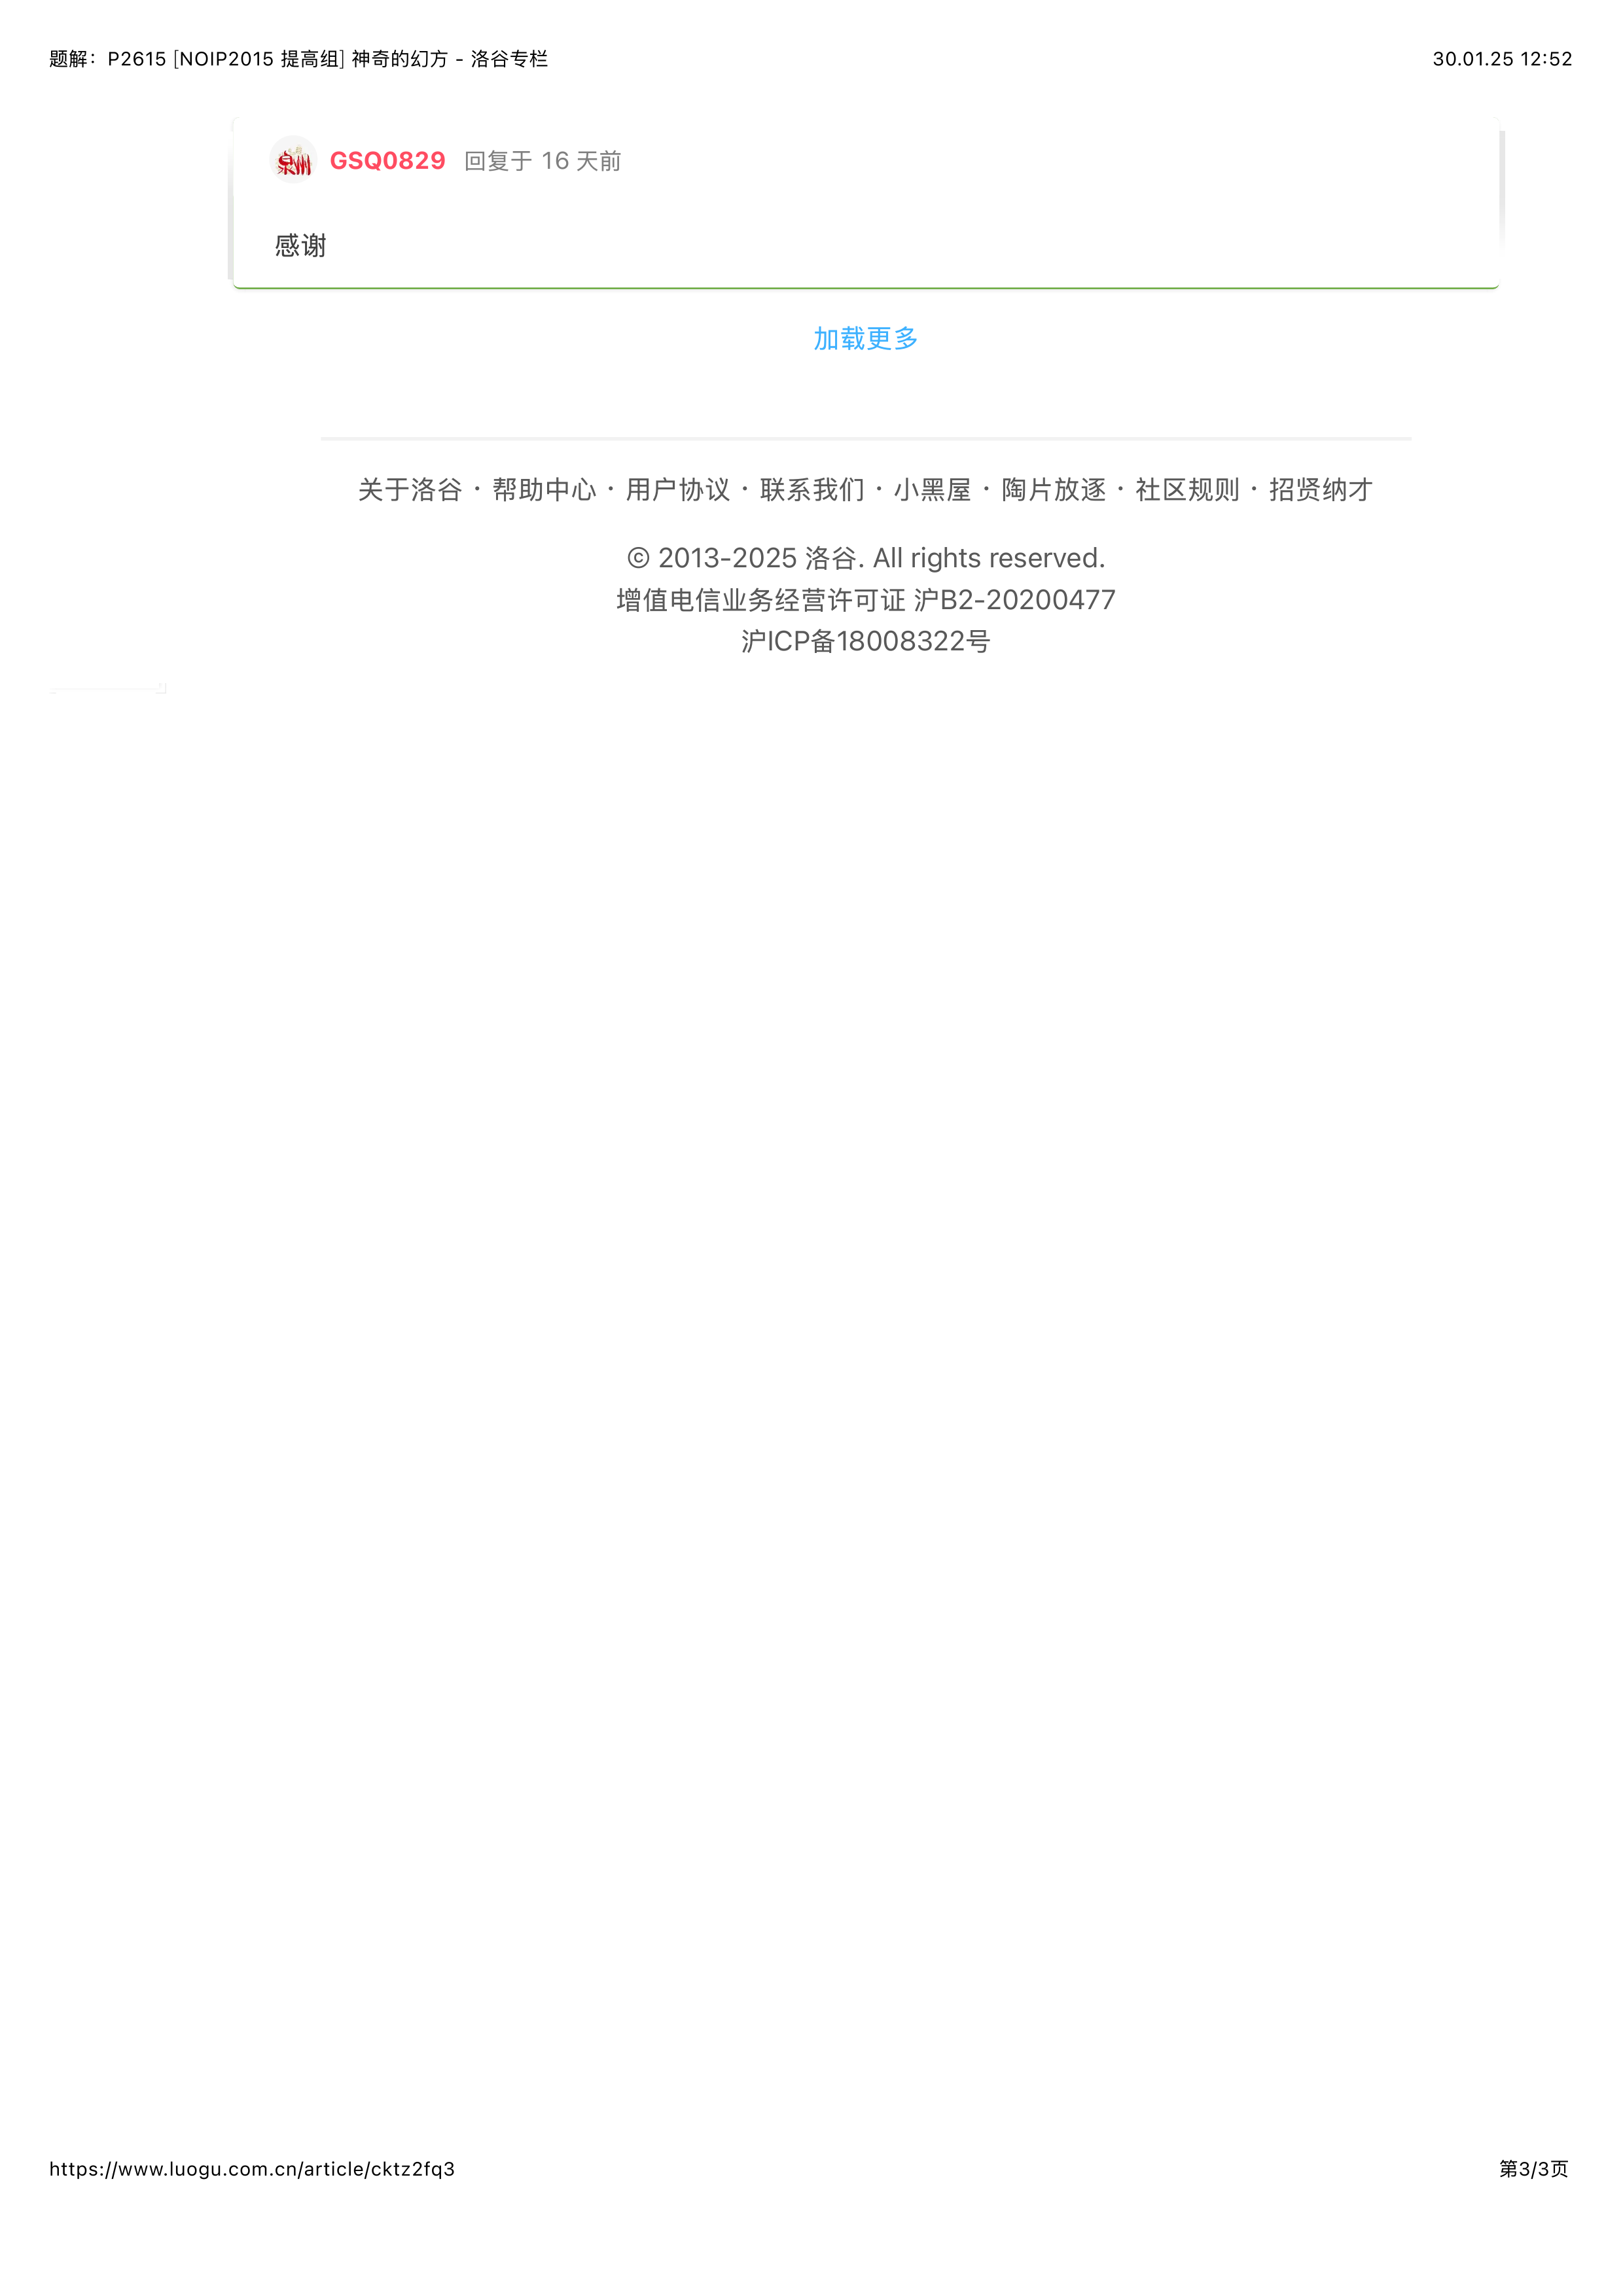 题解：P2615 [NOIP2015 提高组] 神奇的幻方 - 洛谷专栏
30.01.25 12:52
泉州
GSQ0829 回复于 16 天前
感谢
加载更多
关于洛谷 · 帮助中心 · 用户协议 · 联系我们 · 小黑屋 · 陶片放逐 · 社区规则 · 招贤纳才
© 2013-2025 洛谷. All rights reserved.
增值电信业务经营许可证 沪B2-20200477
沪ICP备18008322号
https://www.luogu.com.cn/article/cktz2fq3
第3/3页